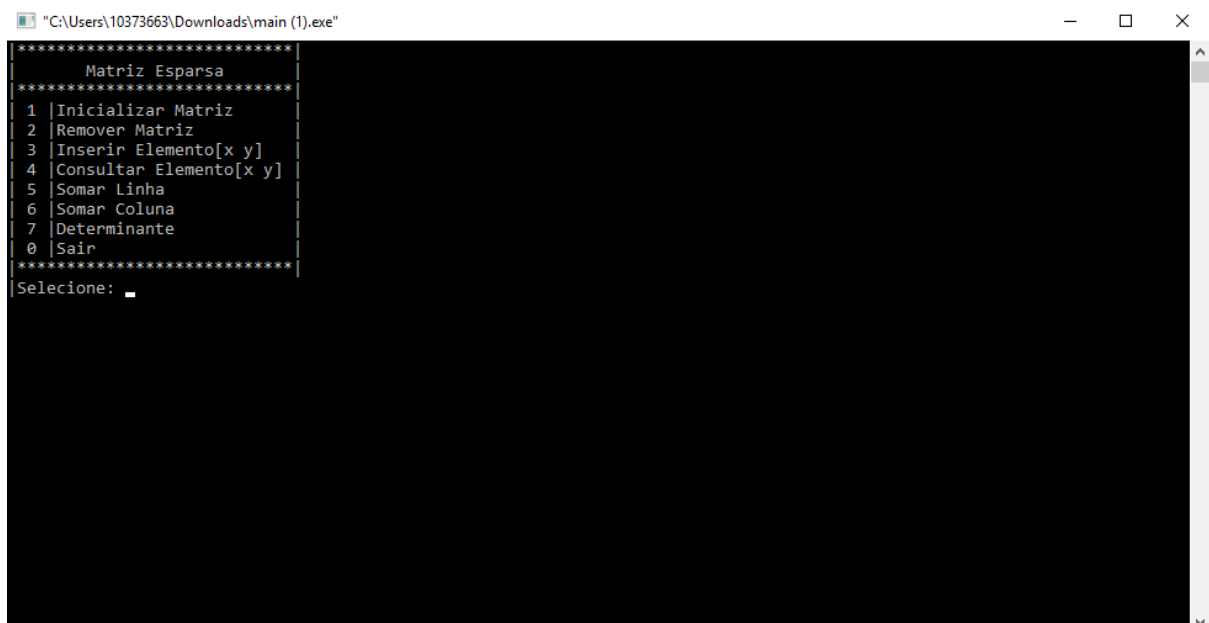 "C:\Users\10373663\Downloads\main (1).exe"
|****************************|
|       Matriz Esparsa       |
|****************************|
| 1 |Inicializar Matriz      |
| 2 |Remover Matriz          |
| 3 |Inserir Elemento[x y]   |
| 4 |Consultar Elemento[x y] |
| 5 |Somar Linha             |
| 6 |Somar Coluna            |
| 7 |Determinante            |
| 0 |Sair                    |
|****************************|
|Selecione: _